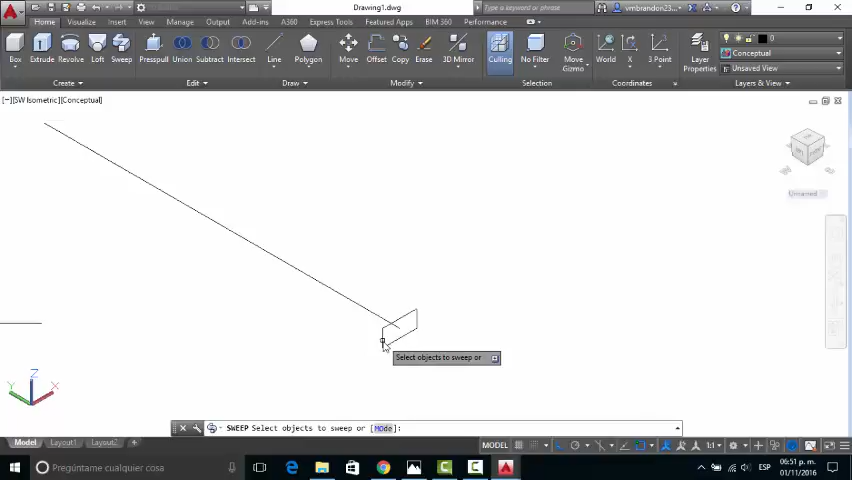 Drawing1.dwg
Type a keyword or phrase
vmbrandon23...
Home Visualize Insert View Manage Output Add-ins A360 Express Tools Featured Apps BIM 360 Performance
Box Extrude Revolve Loft Sweep Presspull Union Subtract Intersect Line Polygon Move Offset Copy Erase 3D Mirror Culling No Filter Move Gizmo World X 3 Point Layer Properties
0
Conceptual
Unsaved View
Create Edit Draw Modify Selection Coordinates Layers & View
[−][SW Isometric][Conceptual]
Unnamed
Select objects to sweep or
Z
Y X
SWEEP Select objects to sweep or [MOde]:
Model Layout1 Layout2 +
MODEL 1:1
Pregúntame cualquier cosa
ESP
06:51 p. m.
01/11/2016